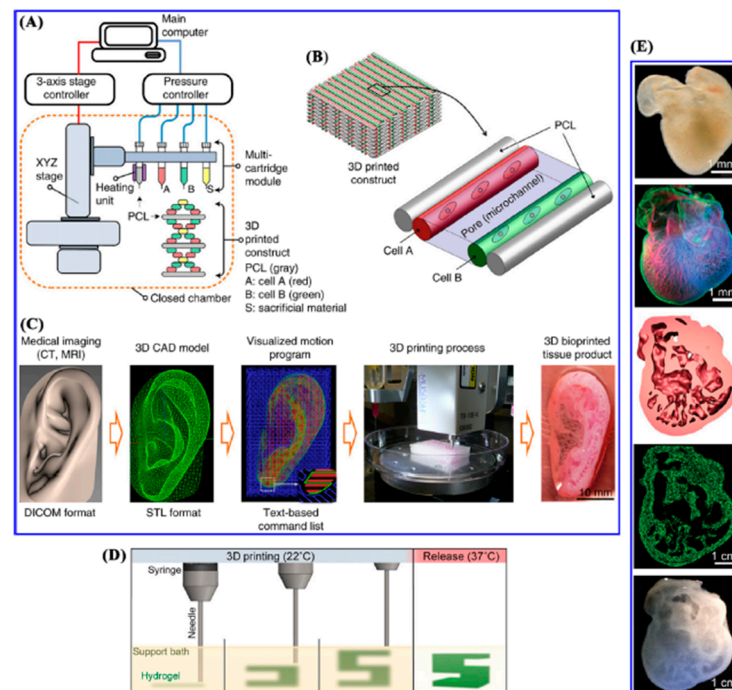 (A)
Main
computer
3-axis stage
controller
Pressure
controller
XYZ
stage
Heating
unit
A
B
S
PCL
Multi-
cartridge
module
3D
printed
construct
PCL (gray)
A: cell A (red)
B: cell B (green)
S: sacrificial material
Closed chamber
(B)
3D printed
construct
PCL
Pore (microchannel)
Cell A
Cell B
(C)
Medical imaging
(CT, MRI)
3D CAD model
Visualized motion
program
3D printing process
3D bioprinted
tissue product
10 mm
DICOM format
STL format
Text-based
command list
(D)
3D printing (22°C)
Release (37°C)
Syringe
Needle
Support bath
Hydrogel
(E)
1 mm
1 mm
1 cm
1 cm